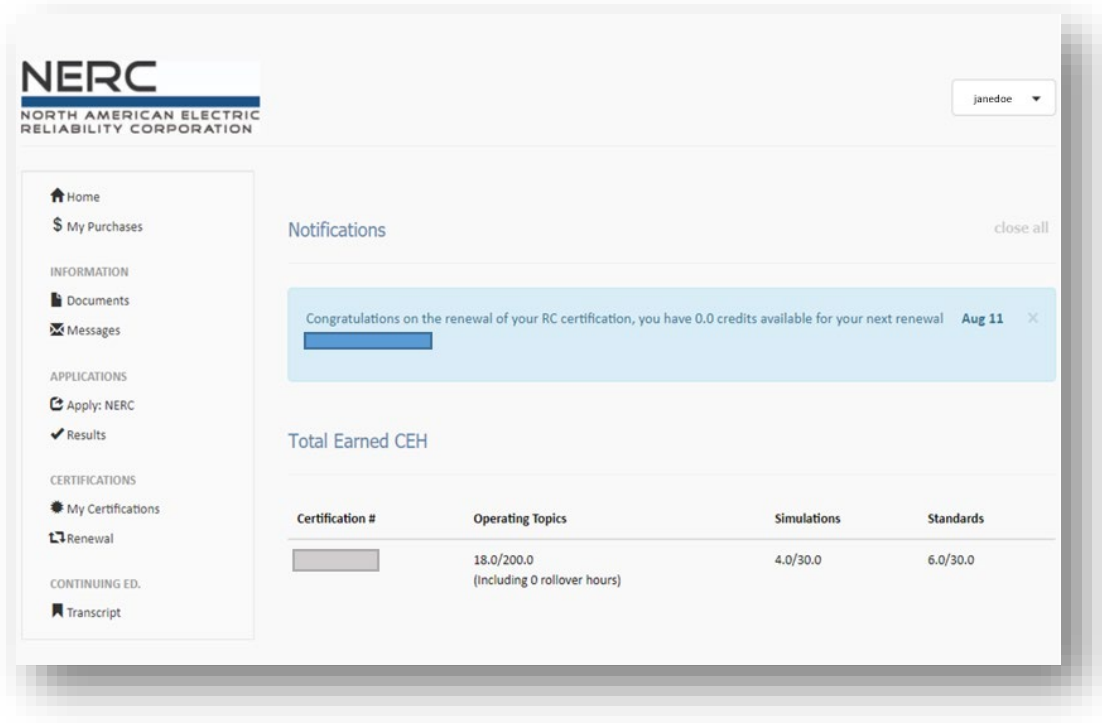 NERC
NORTH AMERICAN ELECTRIC
RELIABILITY CORPORATION
janedoe
Home
$ My Purchases
INFORMATION
Documents
Messages
APPLICATIONS
Apply: NERC
Results
CERTIFICATIONS
My Certifications
Renewal
CONTINUING ED.
Transcript
Notifications
close all
Congratulations on the renewal of your RC certification, you have 0.0 credits available for your next renewal Aug 11 ×
Total Earned CEH
Certification # Operating Topics Simulations Standards
18.0/200.0 4.0/30.0 6.0/30.0
(Including 0 rollover hours)